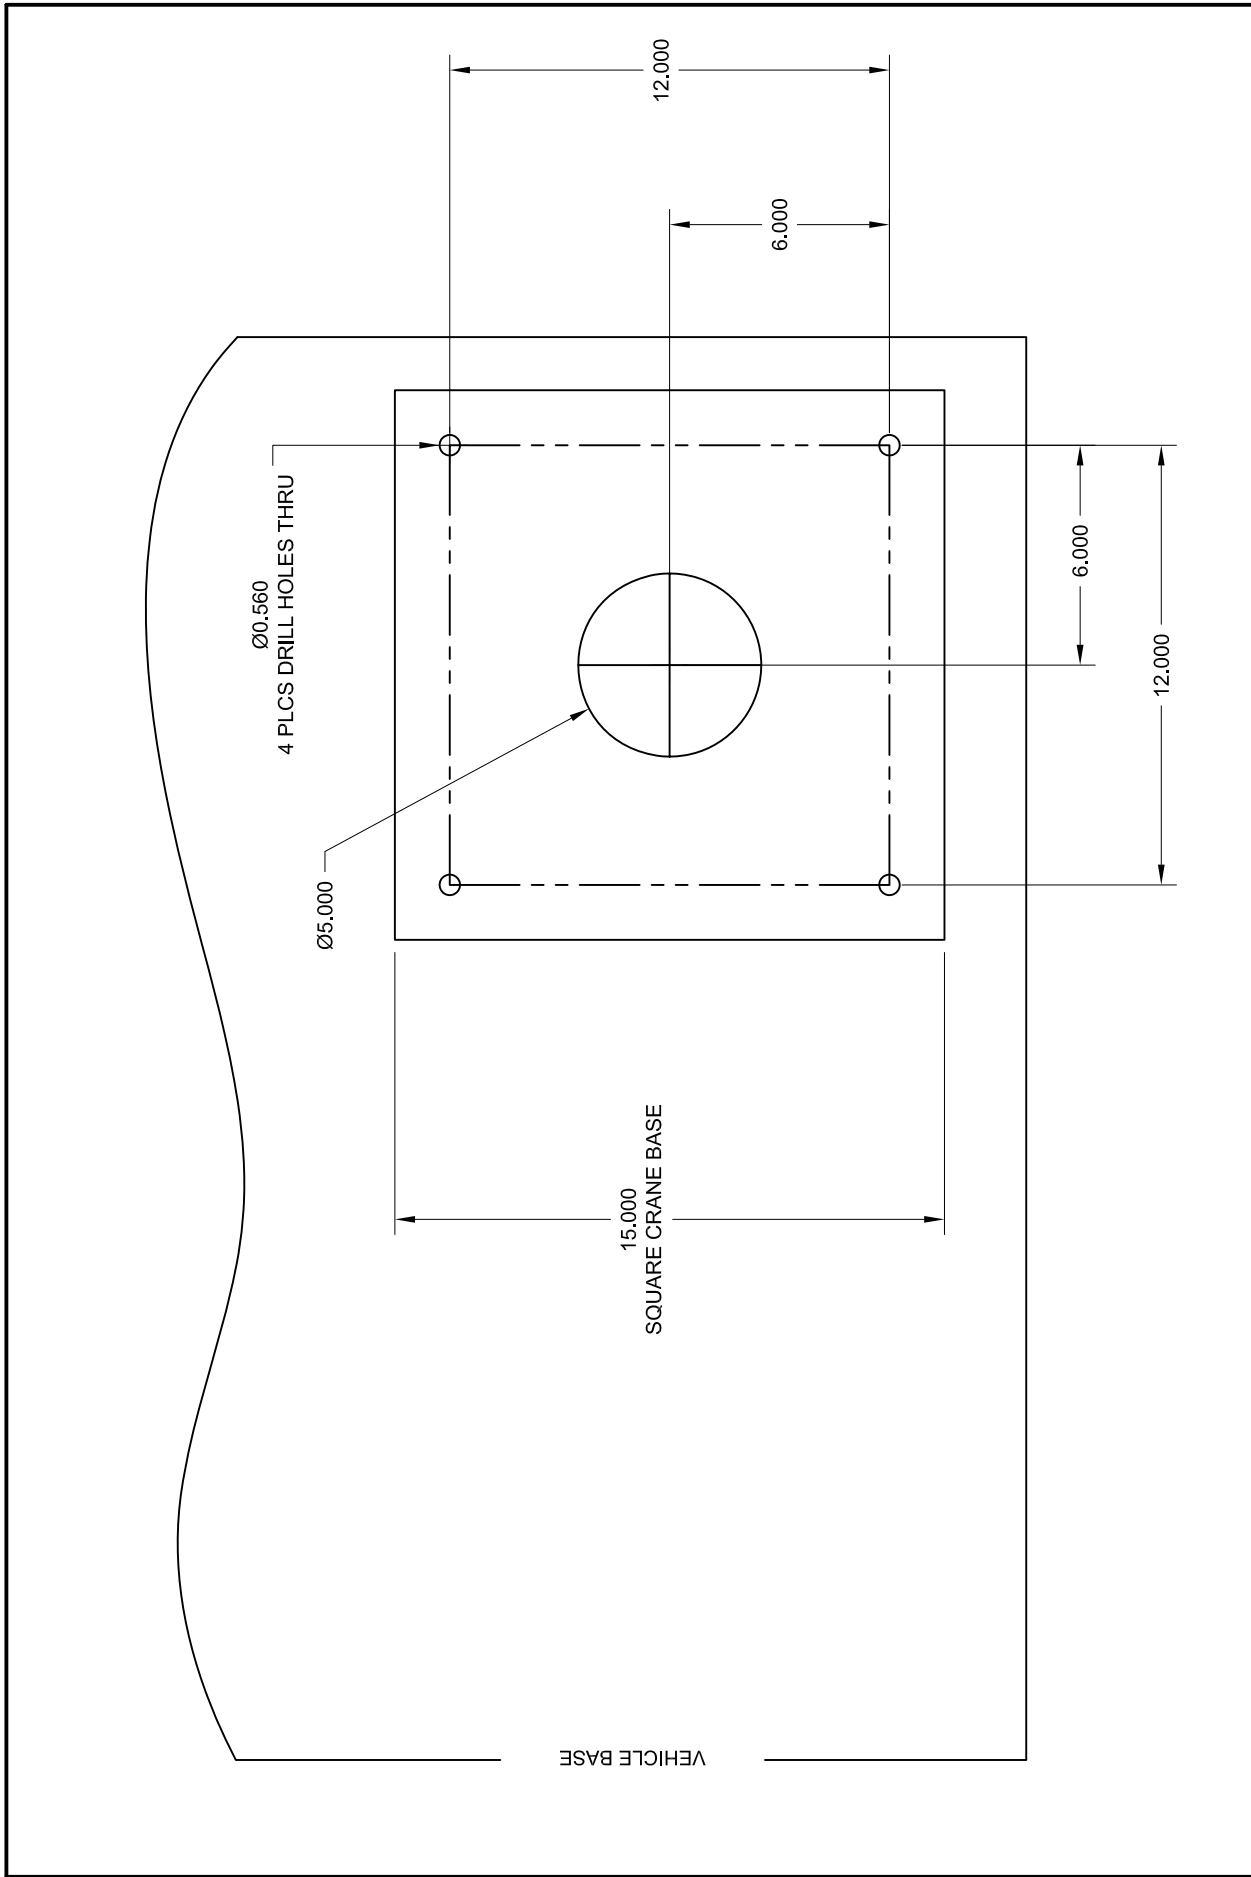 Ø0.560
4 PLCS DRILL HOLES THRU
12.000
6.000
Ø5.000
6.000
12.000
15.000
SQUARE CRANE BASE
VEHICLE BASE